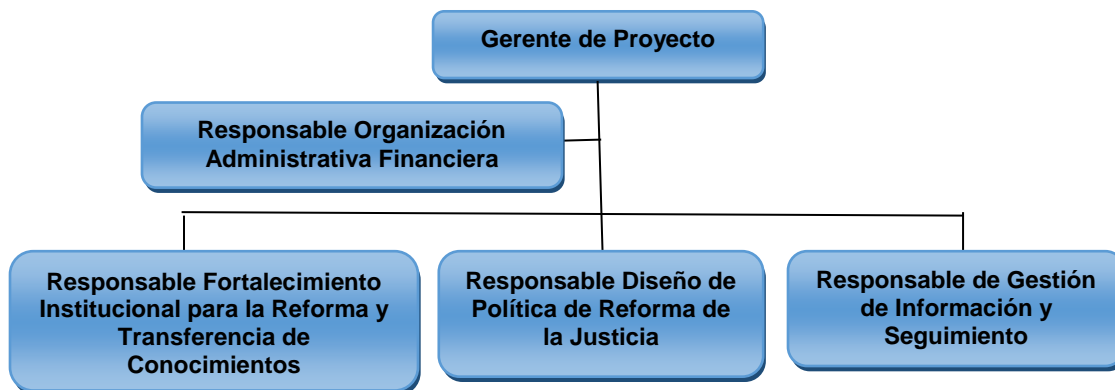 Gerente de Proyecto
Responsable Organización
Administrativa Financiera
Responsable Fortalecimiento
Institucional para la Reforma y
Transferencia de
Conocimientos
Responsable Diseño de
Política de Reforma de
la Justicia
Responsable de Gestión
de Información y
Seguimiento